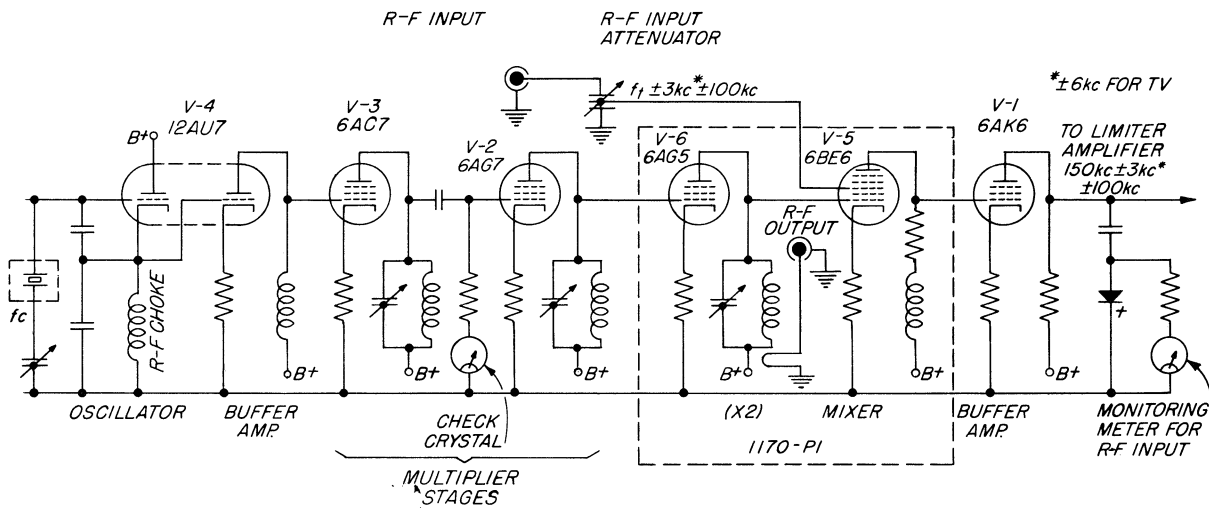 R-F INPUT
R-F INPUT
ATTENUATOR
ft ±3kc* ±100kc
*±6kc FOR TV
V-4
12AU7
B+
V-3
6AC7
V-2
6AG7
V-6
6AG5
V-5
6BE6
V-1
6AK6
TO LIMITER
AMPLIFIER
150kc ±3kc*
±100kc
R-F
OUTPUT
fc
R-F CHOKE
B+
B+
B+
B+
B+
B+
+
OSCILLATOR
BUFFER
AMP.
CHECK
CRYSTAL
MULTIPLIER
STAGES
(X2)
MIXER
1170-P1
BUFFER
AMP.
MONITORING
METER FOR
R-F INPUT